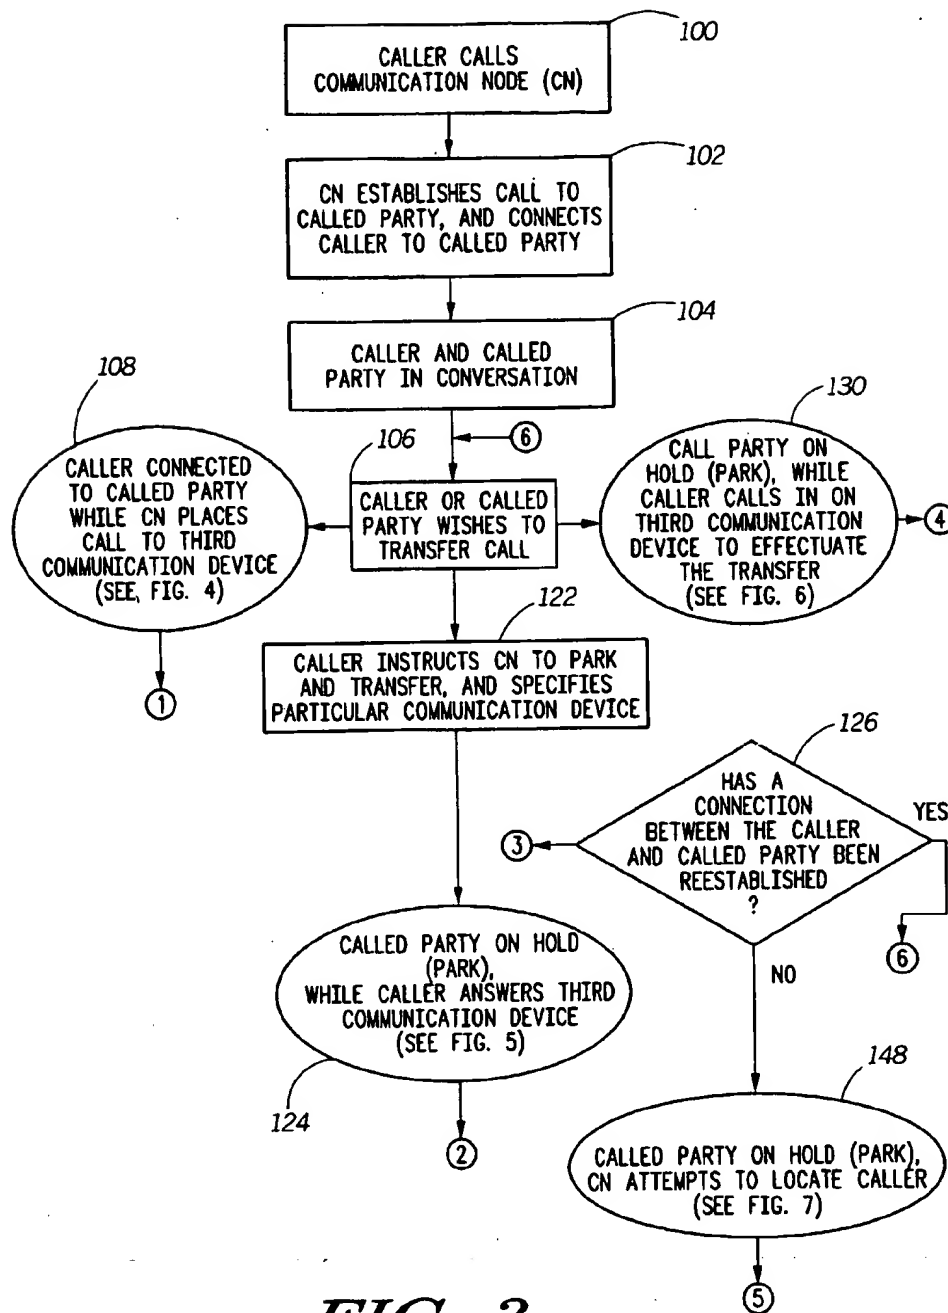 100
CALLER CALLS
COMMUNICATION NODE (CN)
102
CN ESTABLISHES CALL TO
CALLED PARTY, AND CONNECTS
CALLER TO CALLED PARTY
104
CALLER AND CALLED
PARTY IN CONVERSATION
108
CALLER CONNECTED
TO CALLED PARTY
WHILE CN PLACES
CALL TO THIRD
COMMUNICATION DEVICE
(SEE, FIG. 4)
1
106
6
CALLER OR CALLED
PARTY WISHES TO
TRANSFER CALL
130
CALL PARTY ON
HOLD (PARK), WHILE
CALLER CALLS IN ON
THIRD COMMUNICATION
DEVICE TO EFFECTUATE
THE TRANSFER
(SEE FIG. 6)
4
122
CALLER INSTRUCTS CN TO PARK
AND TRANSFER, AND SPECIFIES
PARTICULAR COMMUNICATION DEVICE
126
HAS A
CONNECTION
BETWEEN THE CALLER
AND CALLED PARTY BEEN
REESTABLISHED
?
YES
3
6
NO
CALLED PARTY ON HOLD
(PARK),
WHILE CALLER ANSWERS THIRD
COMMUNICATION DEVICE
(SEE FIG. 5)
124
2
148
CALLED PARTY ON HOLD (PARK),
CN ATTEMPTS TO LOCATE CALLER
(SEE FIG. 7)
5